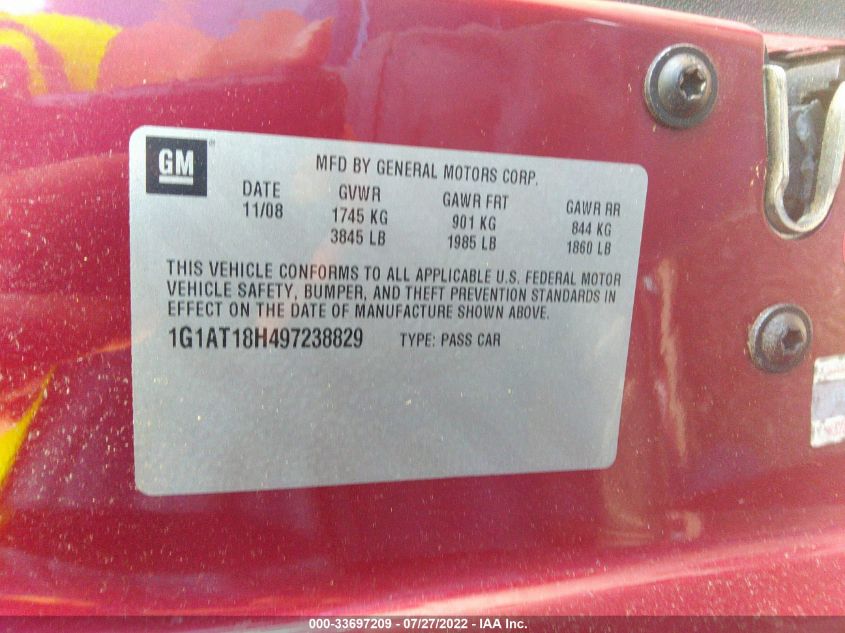 GM
MFD BY GENERAL MOTORS CORP.
DATE GVWR GAWR FRT GAWR RR
11/08 1745 KG 901 KG 844 KG
3845 LB 1985 LB 1860 LB
THIS VEHICLE CONFORMS TO ALL APPLICABLE U.S. FEDERAL MOTOR
VEHICLE SAFETY, BUMPER, AND THEFT PREVENTION STANDARDS IN
EFFECT ON THE DATE OF MANUFACTURE SHOWN ABOVE.
1G1AT18H497238829 TYPE: PASS CAR
000-33697209 - 07/27/2022 - IAA Inc.